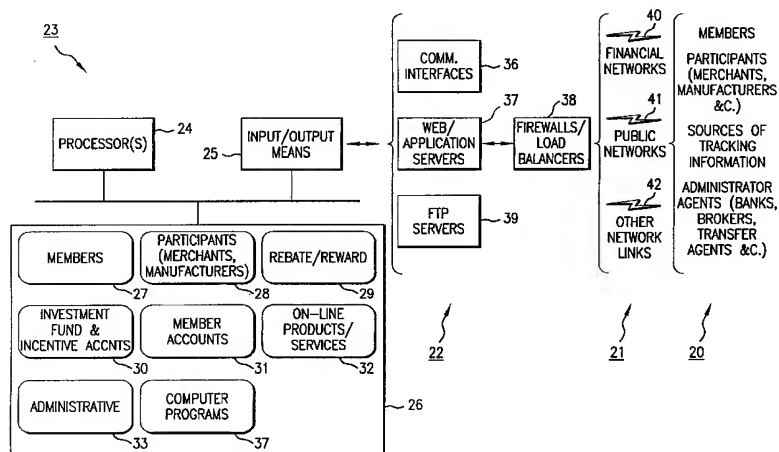 23
PROCESSOR(S)
24
INPUT/OUTPUT
MEANS
25
MEMBERS
27
PARTICIPANTS
(MERCHANTS,
MANUFACTURERS)
28
REBATE/REWARD
29
INVESTMENT
FUND &
INCENTIVE ACCNTS
30
MEMBER
ACCOUNTS
31
ON-LINE
PRODUCTS/
SERVICES
32
ADMINISTRATIVE
33
COMPUTER
PROGRAMS
37
26
COMM.
INTERFACES
36
WEB/
APPLICATION
SERVERS
37
FTP
SERVERS
39
22
FIREWALLS/
LOAD
BALANCERS
38
40
FINANCIAL
NETWORKS
41
PUBLIC
NETWORKS
42
OTHER
NETWORK
LINKS
21
MEMBERS
PARTICIPANTS
(MERCHANTS,
MANUFACTURERS
&C.)
SOURCES OF
TRACKING
INFORMATION
ADMINISTRATOR
AGENTS (BANKS,
BROKERS,
TRANSFER
AGENTS &C.)
20